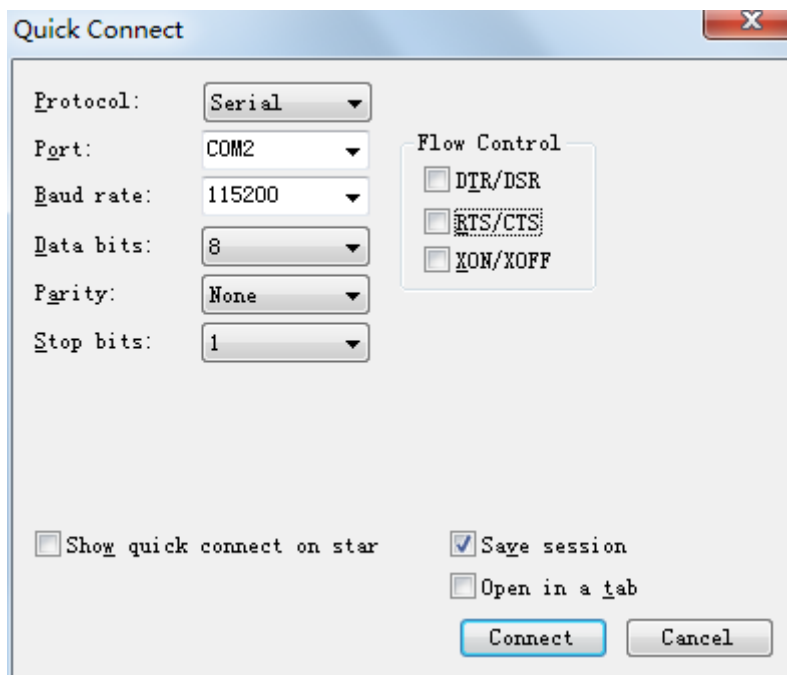 Quick Connect
Protocol: Serial
Port: COM2
Baud rate: 115200
Data bits: 8
Parity: None
Stop bits: 1
Flow Control
DTR/DSR
RTS/CTS
XON/XOFF
Show quick connect on star
Save session
Open in a tab
Connect Cancel